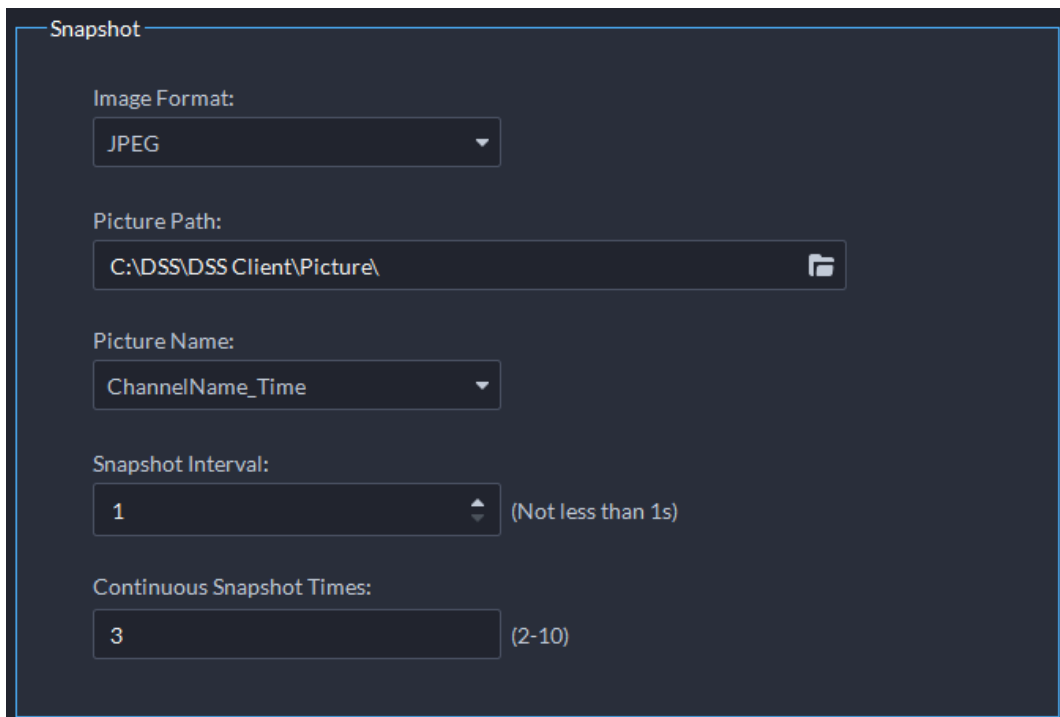 Snapshot
Image Format:
JPEG
Picture Path:
C:\DSS\DSS Client\Picture\
Picture Name:
ChannelName_Time
Snapshot Interval:
1 (Not less than 1s)
Continuous Snapshot Times:
3 (2-10)